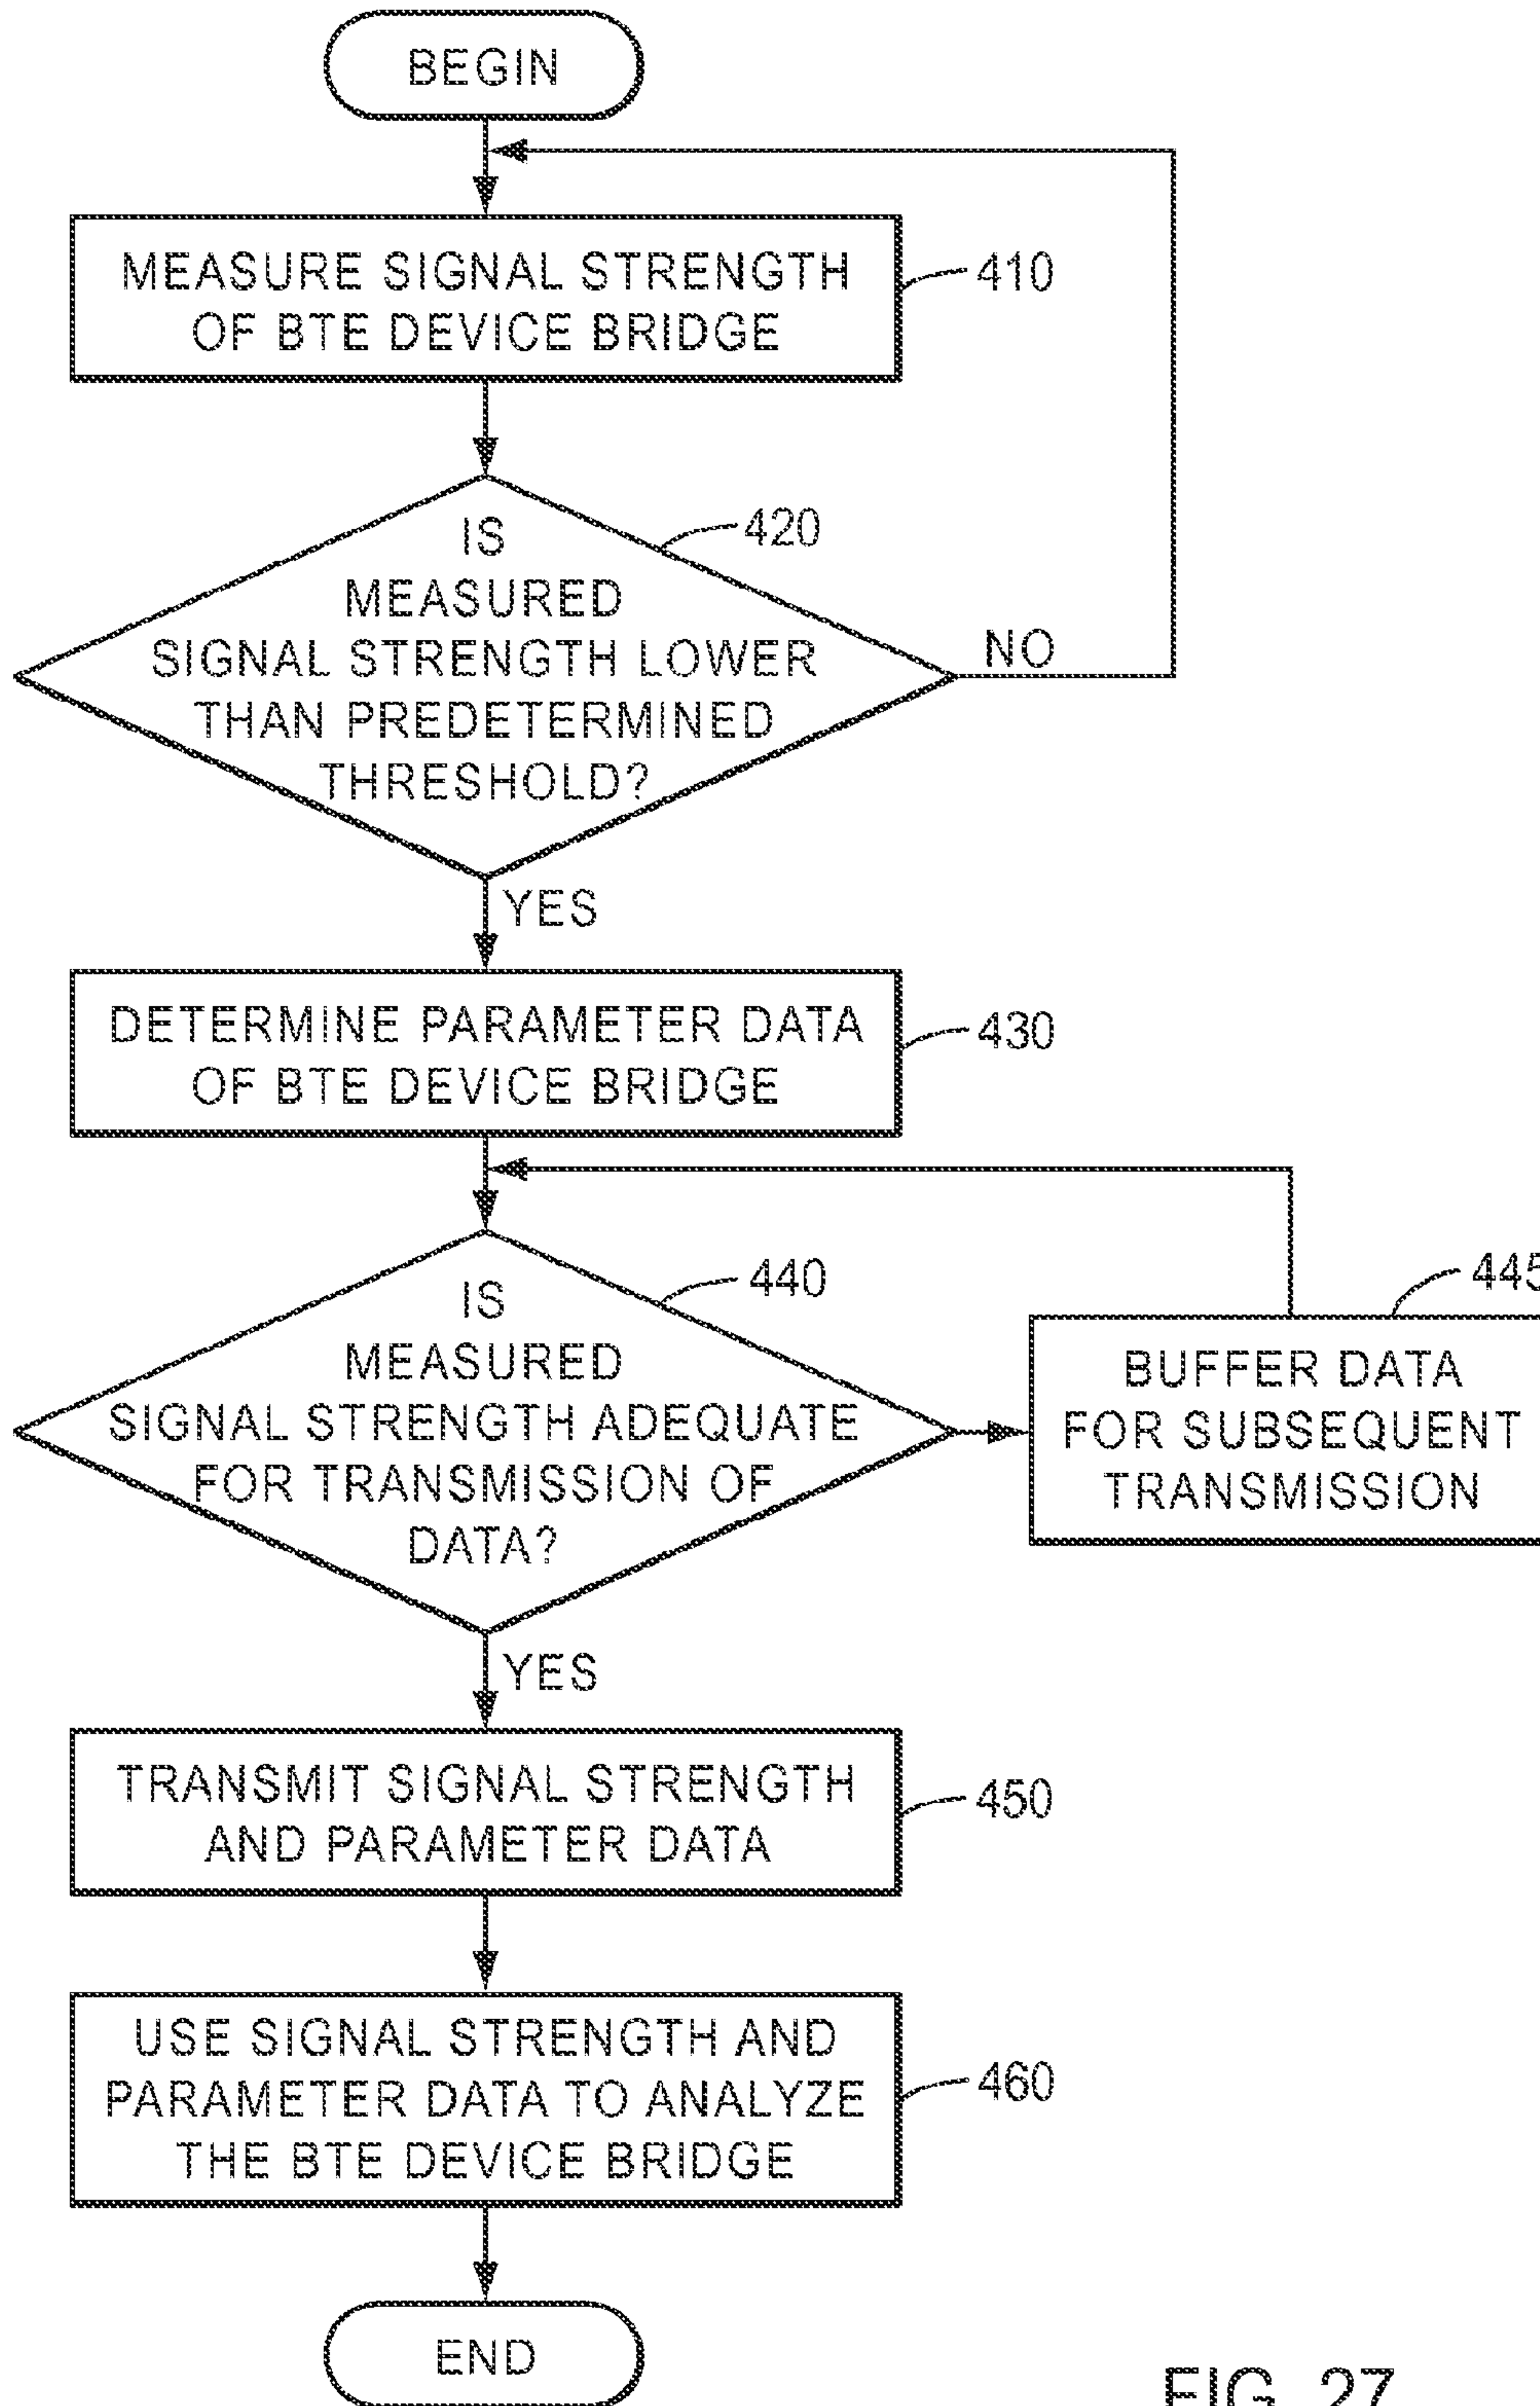 BEGIN
MEASURE SIGNAL STRENGTH
OF BTE DEVICE BRIDGE
410
IS
MEASURED
SIGNAL STRENGTH LOWER
THAN PREDETERMINED
THRESHOLD?
420
NO
YES
DETERMINE PARAMETER DATA
OF BTE DEVICE BRIDGE
430
IS
MEASURED
SIGNAL STRENGTH ADEQUATE
FOR TRANSMISSION OF
DATA?
440
445
BUFFER DATA
FOR SUBSEQUENT
TRANSMISSION
YES
TRANSMIT SIGNAL STRENGTH
AND PARAMETER DATA
450
USE SIGNAL STRENGTH AND
PARAMETER DATA TO ANALYZE
THE BTE DEVICE BRIDGE
460
END
FIG. 27